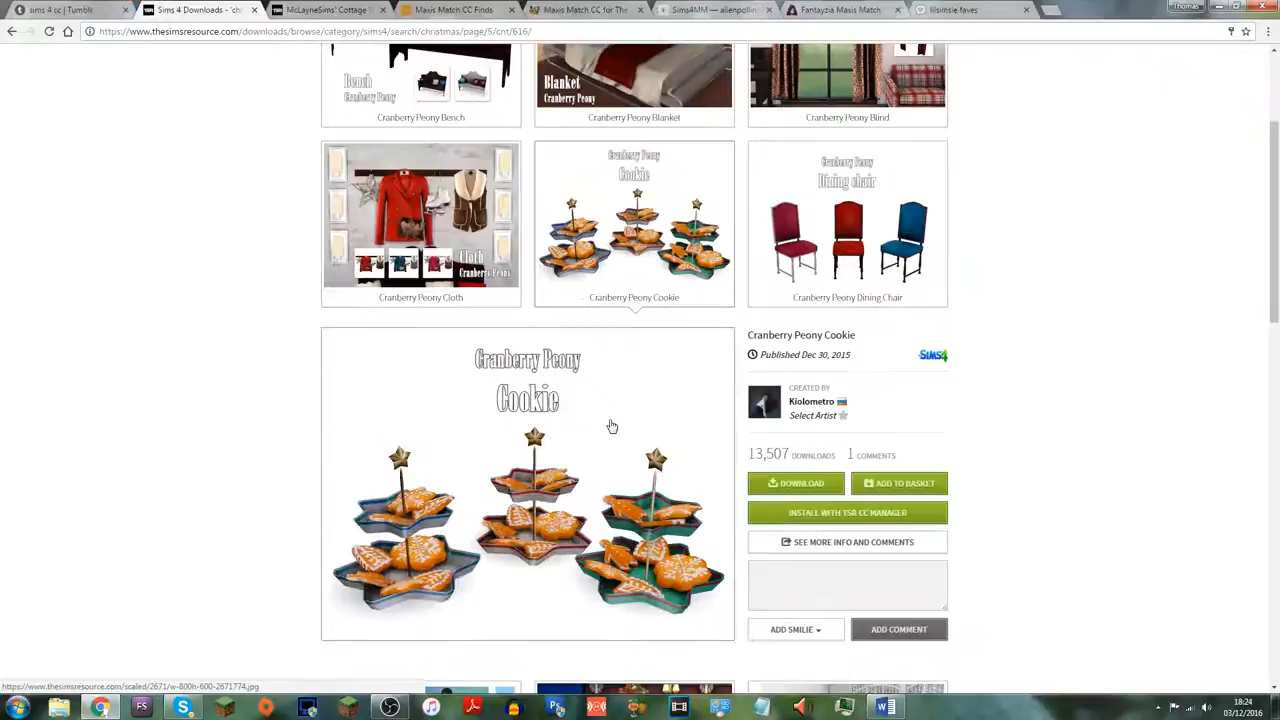 sims 4 cc | Tumblr
Sims 4 Downloads - 'chri
McLayneSims' Cottage
Maxis Match CC Finds
Maxis Match CC for The
Sims4MM — alienpollin
Fantayzia Maxis Match
lilsimsie faves
Thomas
https://www.thesimsresource.com/downloads/browse/category/sims4/search/christmas/page/5/cnt/616/
Bench
Cranberry Peony
Blanket
Cranberry Peony
Cranberry Peony Bench
Cranberry Peony Blanket
Cranberry Peony Blind
Cloth
Cranberry Peony
Cranberry Peony
Cookie
Cranberry Peony
Dining chair
Cranberry Peony Cloth
Cranberry Peony Cookie
Cranberry Peony Dining Chair
Cranberry Peony
Cookie
Cranberry Peony Cookie
Published Dec 30, 2015
SIMS4
CREATED BY
Kiolometro
Select Artist
13,507 DOWNLOADS 1 COMMENTS
DOWNLOAD
ADD TO BASKET
INSTALL WITH TSR CC MANAGER
SEE MORE INFO AND COMMENTS
ADD SMILIE
ADD COMMENT
https://www.thesimsresource.com/scaled/2671/w-800h-600-2671774.jpg
FS
18:24
03/12/2016